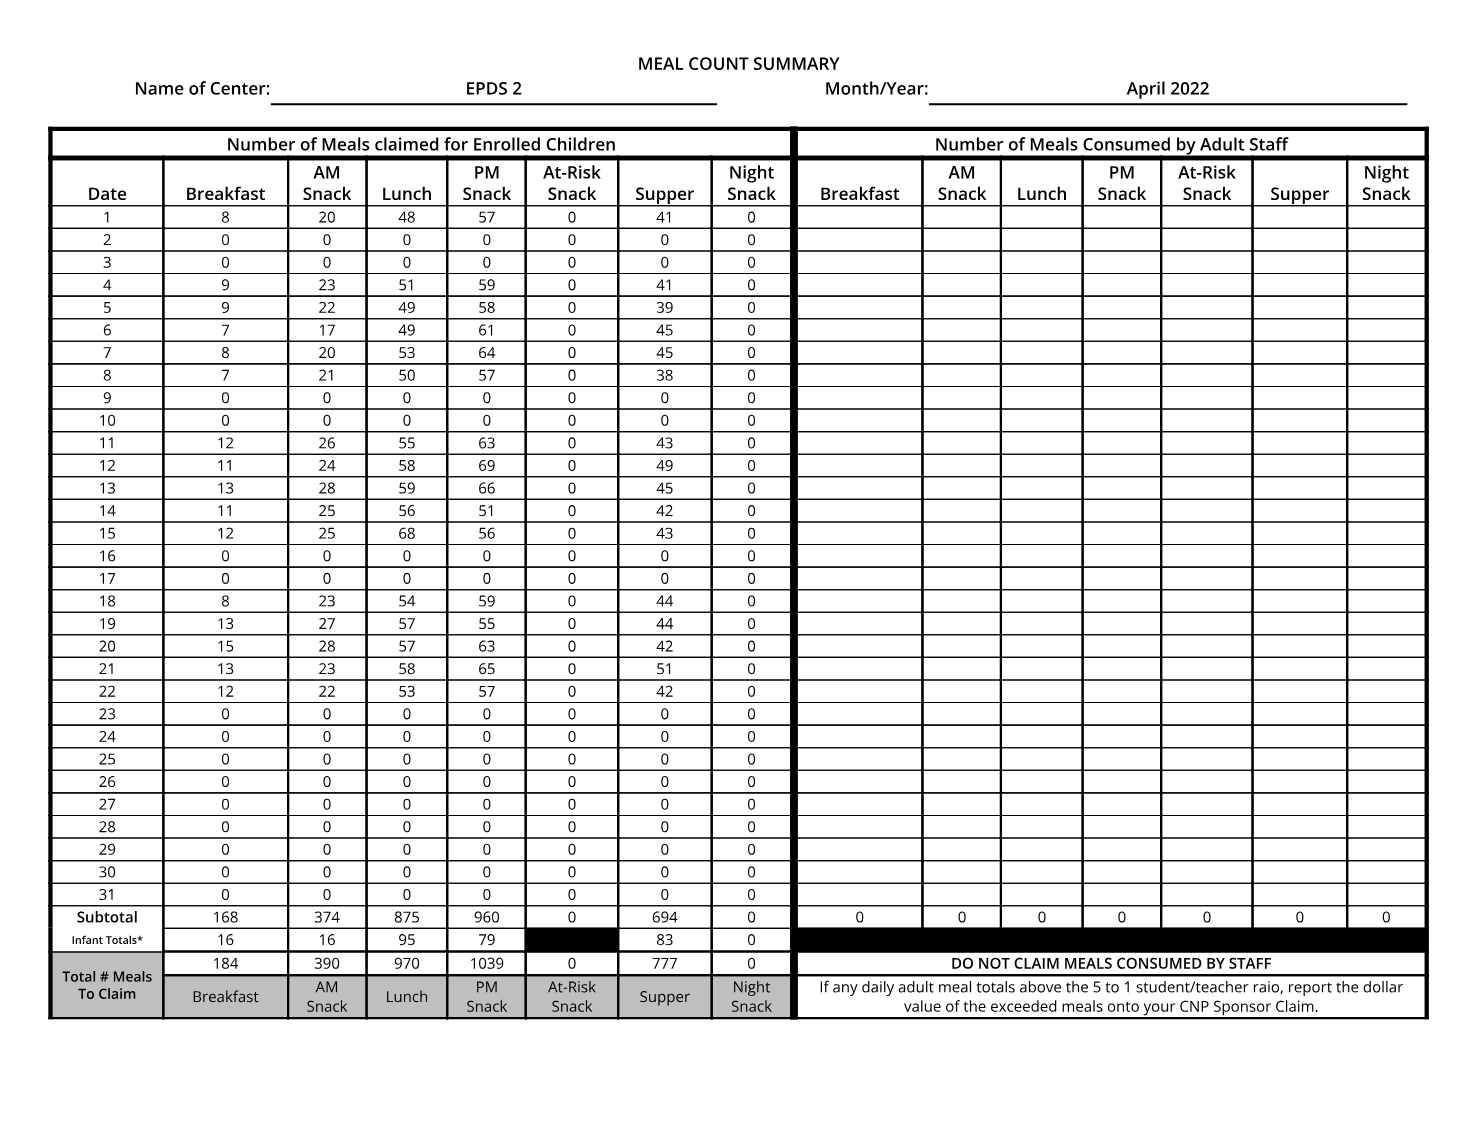 MEAL COUNT SUMMARY
Name of Center: EPDS 2 Month/Year: April 2022
Number of Meals claimed for Enrolled Children Number of Meals Consumed by Adult Staff
Date Breakfast AM Snack Lunch PM Snack At-Risk Snack Supper Night Snack Breakfast AM Snack Lunch PM Snack At-Risk Snack Supper Night Snack
1 8 20 48 57 0 41 0
2 0 0 0 0 0 0 0
3 0 0 0 0 0 0 0
4 9 23 51 59 0 41 0
5 9 22 49 58 0 39 0
6 7 17 49 61 0 45 0
7 8 20 53 64 0 45 0
8 7 21 50 57 0 38 0
9 0 0 0 0 0 0 0
10 0 0 0 0 0 0 0
11 12 26 55 63 0 43 0
12 11 24 58 69 0 49 0
13 13 28 59 66 0 45 0
14 11 25 56 51 0 42 0
15 12 25 68 56 0 43 0
16 0 0 0 0 0 0 0
17 0 0 0 0 0 0 0
18 8 23 54 59 0 44 0
19 13 27 57 55 0 44 0
20 15 28 57 63 0 42 0
21 13 23 58 65 0 51 0
22 12 22 53 57 0 42 0
23 0 0 0 0 0 0 0
24 0 0 0 0 0 0 0
25 0 0 0 0 0 0 0
26 0 0 0 0 0 0 0
27 0 0 0 0 0 0 0
28 0 0 0 0 0 0 0
29 0 0 0 0 0 0 0
30 0 0 0 0 0 0 0
31 0 0 0 0 0 0 0
Subtotal 168 374 875 960 0 694 0 0 0 0 0 0 0 0
Infant Totals* 16 16 95 79 83 0
Total # Meals To Claim 184 390 970 1039 0 777 0 DO NOT CLAIM MEALS CONSUMED BY STAFF
Breakfast AM Snack Lunch PM Snack At-Risk Snack Supper Night Snack If any daily adult meal totals above the 5 to 1 student/teacher raio, report the dollar
value of the exceeded meals onto your CNP Sponsor Claim.